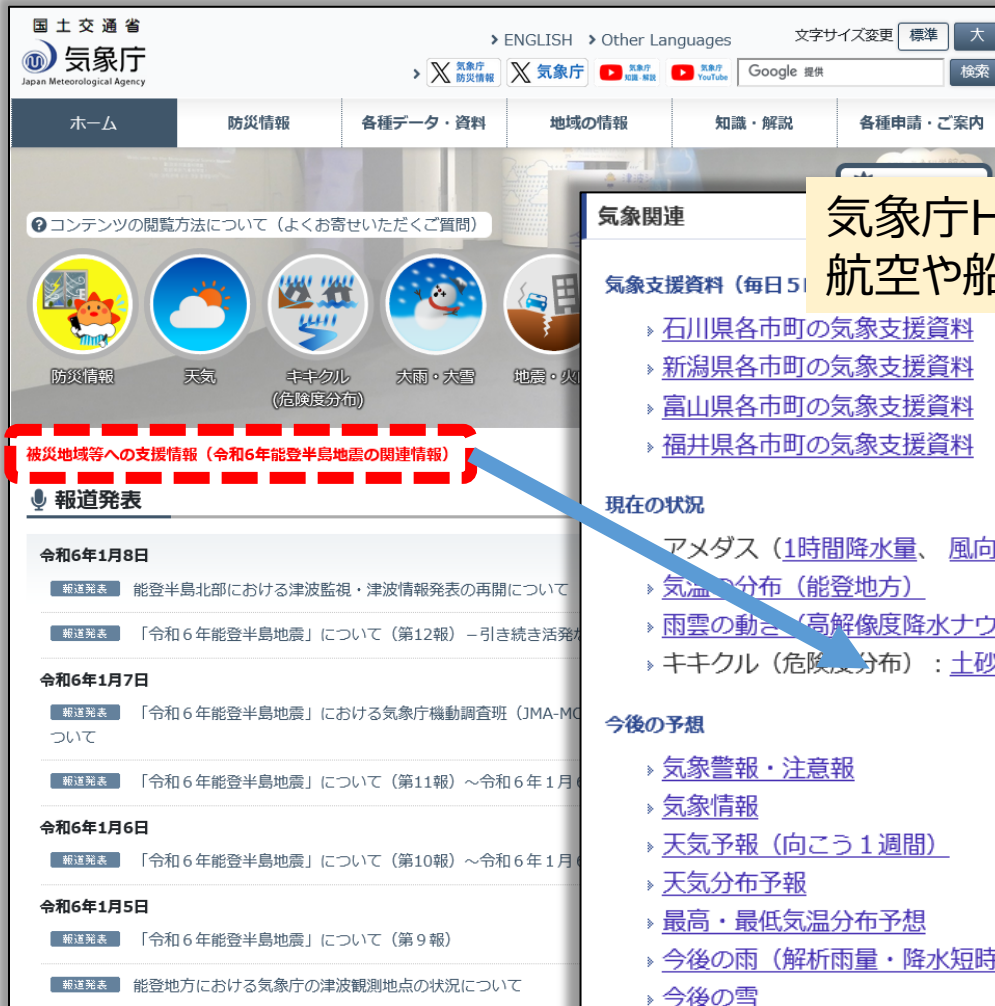 国土交通省
気象庁
Japan Meteorological Agency
ENGLISH Other Languages
文字サイズ変更 標準 大
気象庁 防災情報 気象庁 気象庁 知識・解説 気象庁 YouTube Google 提供 検索
ホーム 防災情報 各種データ・資料 地域の情報 知識・解説 各種申請・ご案内
コンテンツの閲覧方法について(よくお寄せいただくご質問)
防災情報 天気 キキクル 大雨・大雪 地震・火
(危険度分布)
被災地域等への支援情報(令和6年能登半島地震の関連情報)
報道発表
令和6年1月8日
報道発表 能登半島北部における津波監視・津波情報発表の再開について
報道発表 「令和6年能登半島地震」について(第12報)-引き続き活発
令和6年1月7日
報道発表 「令和6年能登半島地震」における気象庁機動調査班(JMA-MO
ついて
報道発表 「令和6年能登半島地震」について(第11報)~令和6年1月
令和6年1月6日
報道発表 「令和6年能登半島地震」について(第10報)~令和6年1月
令和6年1月5日
報道発表 「令和6年能登半島地震」について(第9報)
報道発表 能登地方における気象庁の津波観測地点の状況について
気象庁H
航空や船
気象関連
気象支援資料(毎日5
石川県各市町の気象支援資料
新潟県各市町の気象支援資料
富山県各市町の気象支援資料
福井県各市町の気象支援資料
現在の状況
アメダス(1時間降水量、 風向
気温の分布(能登地方)
雨雲の動き(高解像度降水ナウ
キキクル(危険度分布):土砂
今後の予想
気象警報・注意報
気象情報
天気予報(向こう1週間)
天気分布予報
最高・最低気温分布予想
今後の雨(解析雨量・降水短時
今後の雪